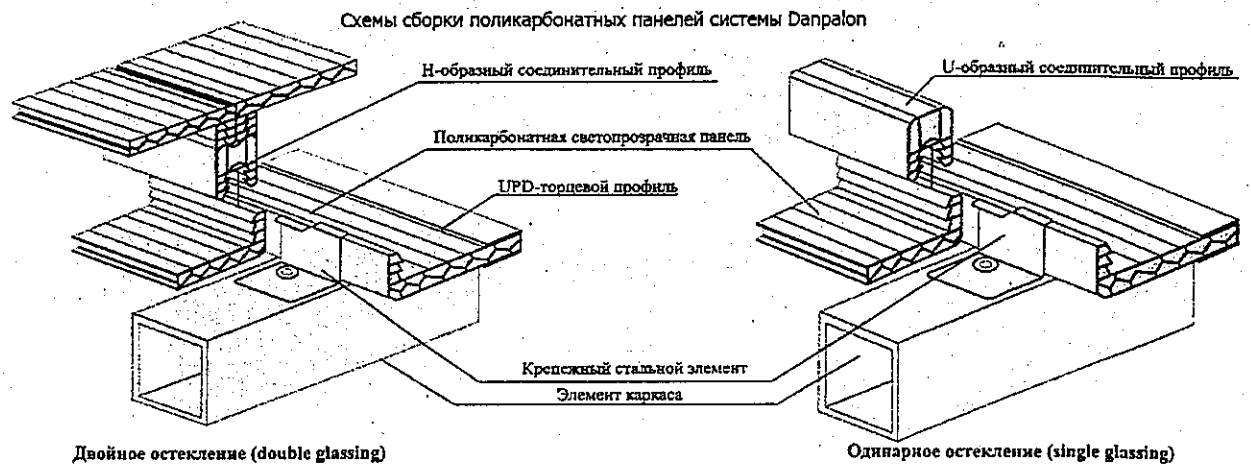 Схемы сборки поликарбонатных панелей системы Danpalon
H-образный соединительный профиль
U-образный соединительный профиль
Поликарбонатная светопрозрачная панель
UPD-торцевой профиль
Крепежный стальной элемент
Элемент каркаса
Двойное остекление (double glassing)
Одинарное остекление (single glassing)